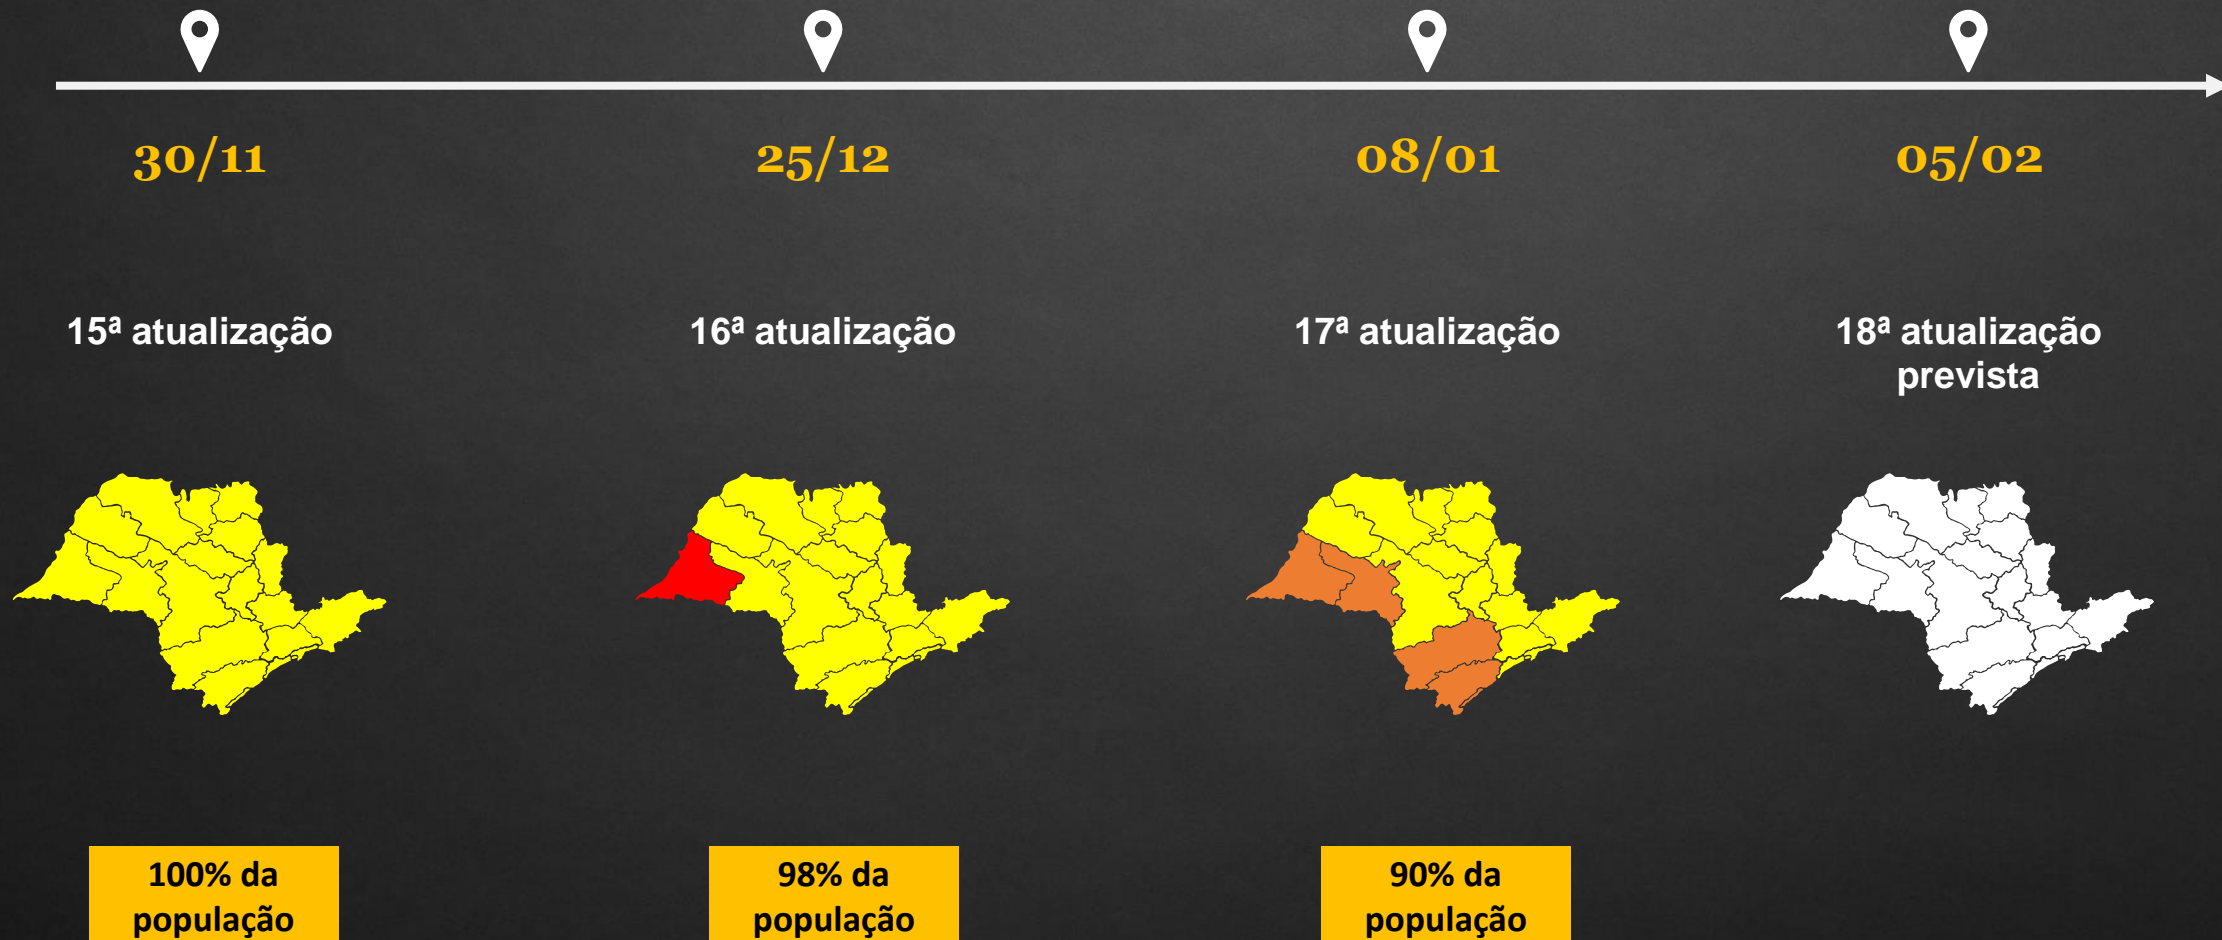 30/11
25/12
08/01
05/02
15ª atualização
16ª atualização
17ª atualização
18ª atualização
prevista
100% da
população
98% da
população
90% da
população